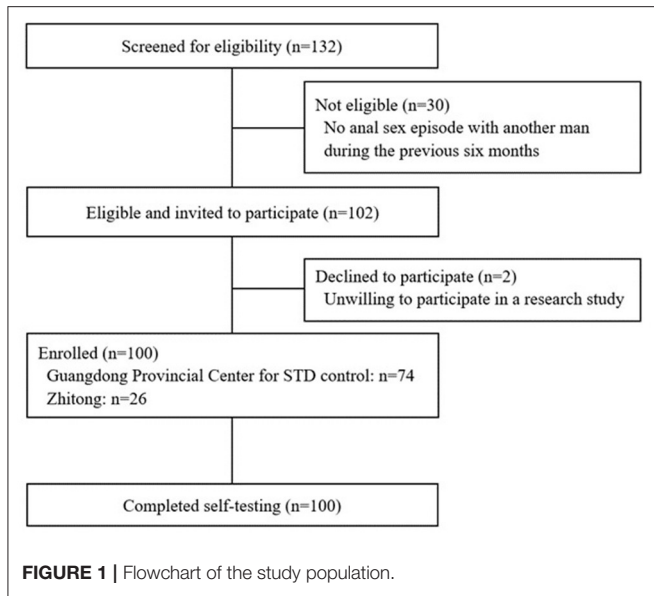 Screened for eligibility (n=132)
Not eligible (n=30)
No anal sex episode with another man
during the previous six months
Eligible and invited to participate (n=102)
Declined to participate (n=2)
Unwilling to participate in a research study
Enrolled (n=100)
Guangdong Provincial Center for STD control: n=74
Zhitong: n=26
Completed self-testing (n=100)
FIGURE 1 | Flowchart of the study population.